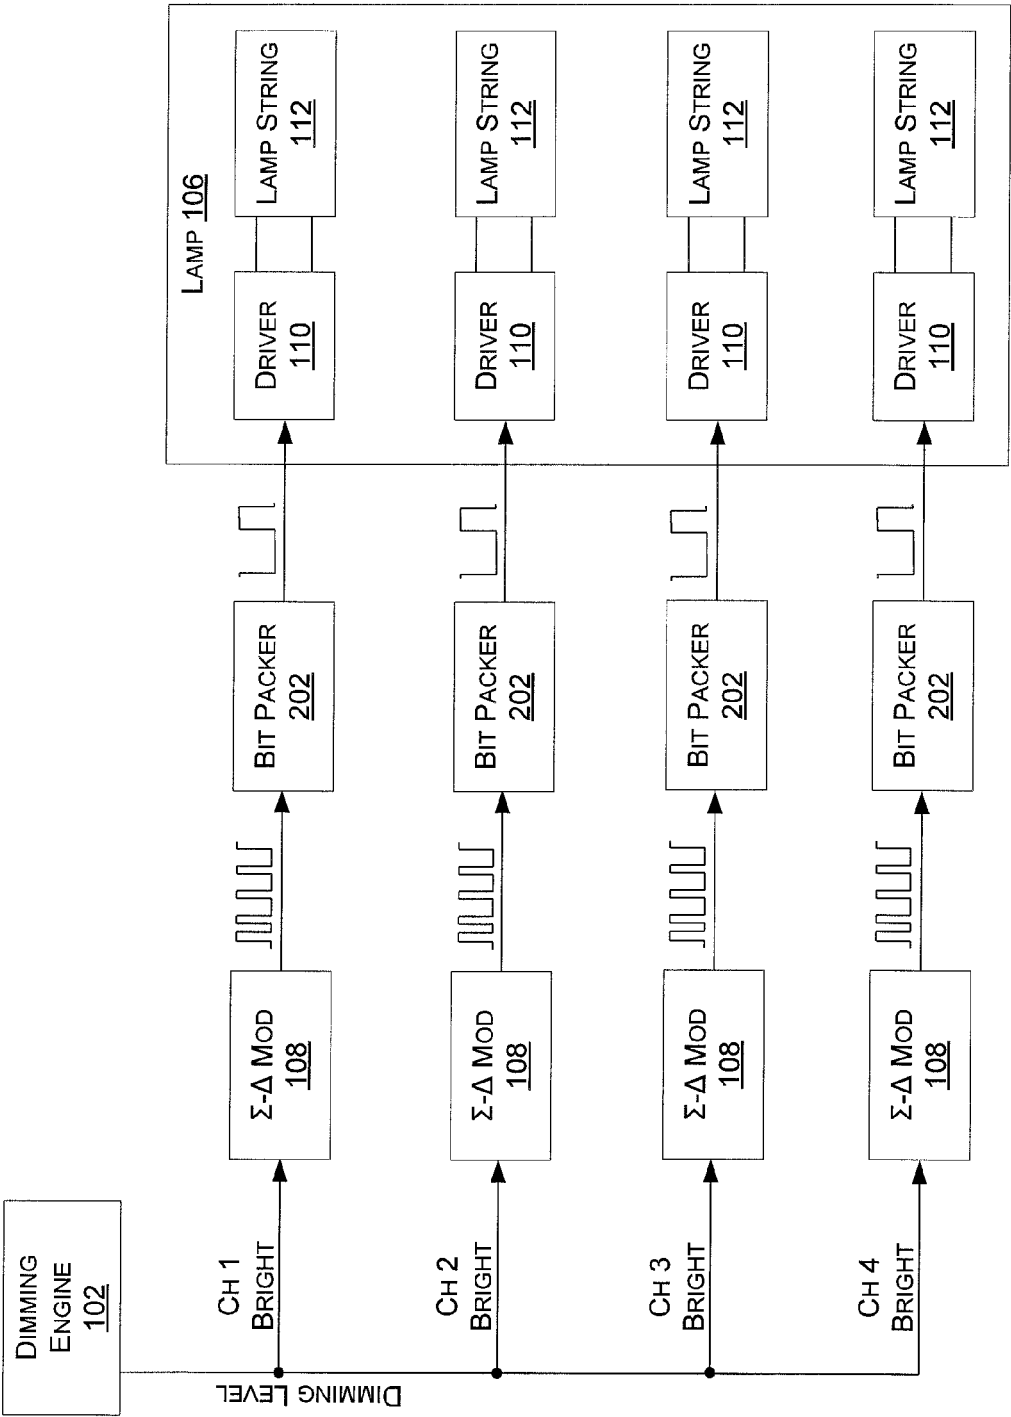 DIMMING
ENGINE
102
DIMMING LEVEL
CH 1
BRIGHT
Σ-Δ MOD
108
BIT PACKER
202
LAMP 106
DRIVER
110
LAMP STRING
112
CH 2
BRIGHT
Σ-Δ MOD
108
BIT PACKER
202
DRIVER
110
LAMP STRING
112
CH 3
BRIGHT
Σ-Δ MOD
108
BIT PACKER
202
DRIVER
110
LAMP STRING
112
CH 4
BRIGHT
Σ-Δ MOD
108
BIT PACKER
202
DRIVER
110
LAMP STRING
112